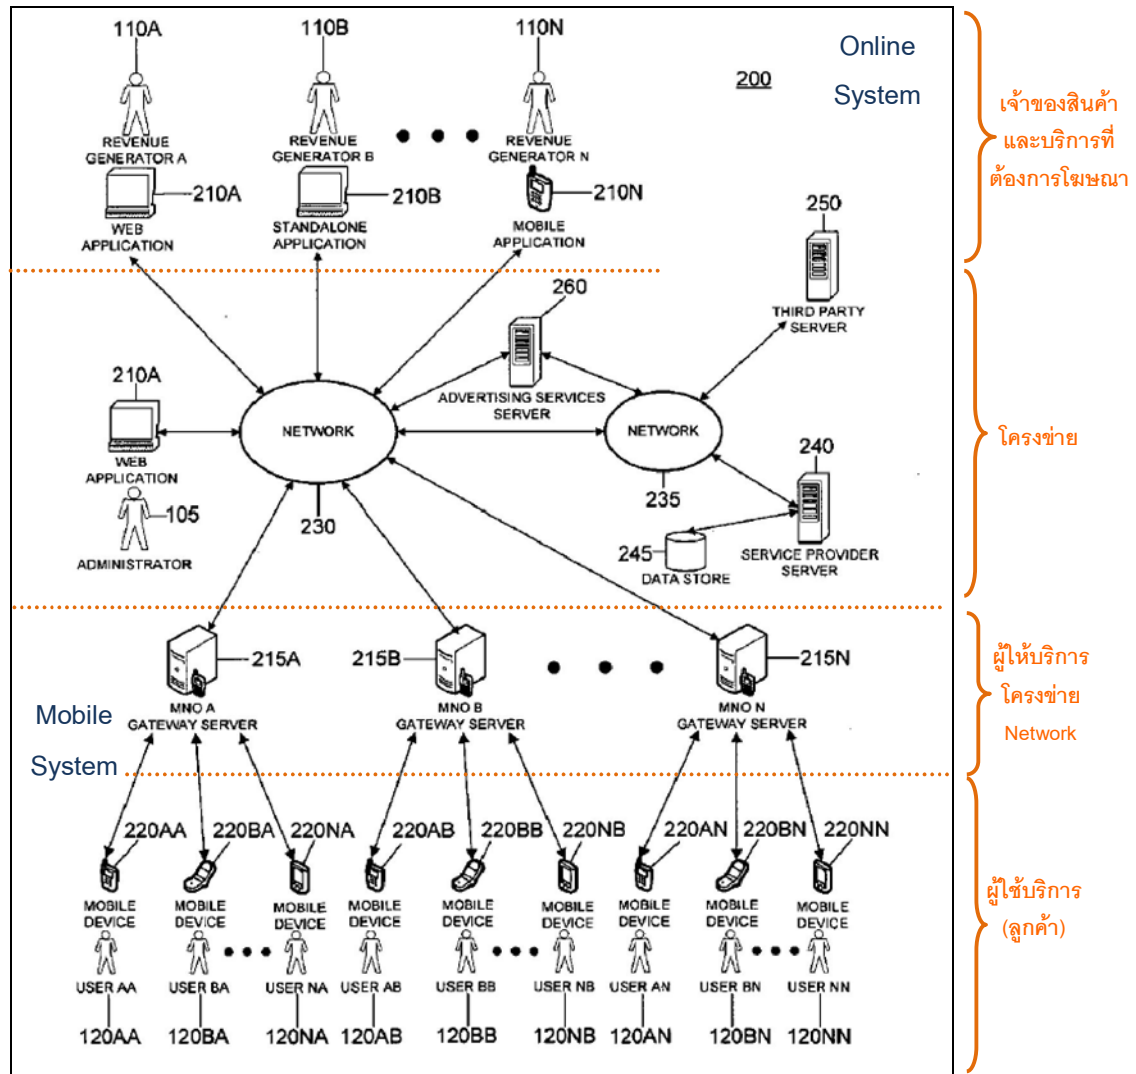 110A
110B
110N
Online
System
200
REVENUE
GENERATOR A
REVENUE
GENERATOR B
REVENUE
GENERATOR N
210A
210B
210N
WEB
APPLICATION
STANDALONE
APPLICATION
MOBILE
APPLICATION
250
THIRD PARTY
SERVER
เจ้าของสินค้า
และบริการที่
ต้องการโฆษณา
260
ADVERTISING SERVICES
SERVER
210A
WEB
APPLICATION
105
ADMINISTRATOR
NETWORK
230
NETWORK
235
240
SERVICE PROVIDER
SERVER
245
DATA STORE
โครงข่าย
215A
215B
215N
MNO A
GATEWAY SERVER
MNO B
GATEWAY SERVER
MNO N
GATEWAY SERVER
Mobile
System
ผู้ให้บริการ
โครงข่าย
Network
220AA
220BA
220NA
220AB
220BB
220NB
220AN
220BN
220NN
MOBILE
DEVICE
MOBILE
DEVICE
MOBILE
DEVICE
MOBILE
DEVICE
MOBILE
DEVICE
MOBILE
DEVICE
MOBILE
DEVICE
MOBILE
DEVICE
MOBILE
DEVICE
USER AA
USER BA
USER NA
USER AB
USER BB
USER NB
USER AN
USER BN
USER NN
120AA
120BA
120NA
120AB
120BB
120NB
120AN
120BN
120NN
ผู้ใช้บริการ
(ลูกค้า)